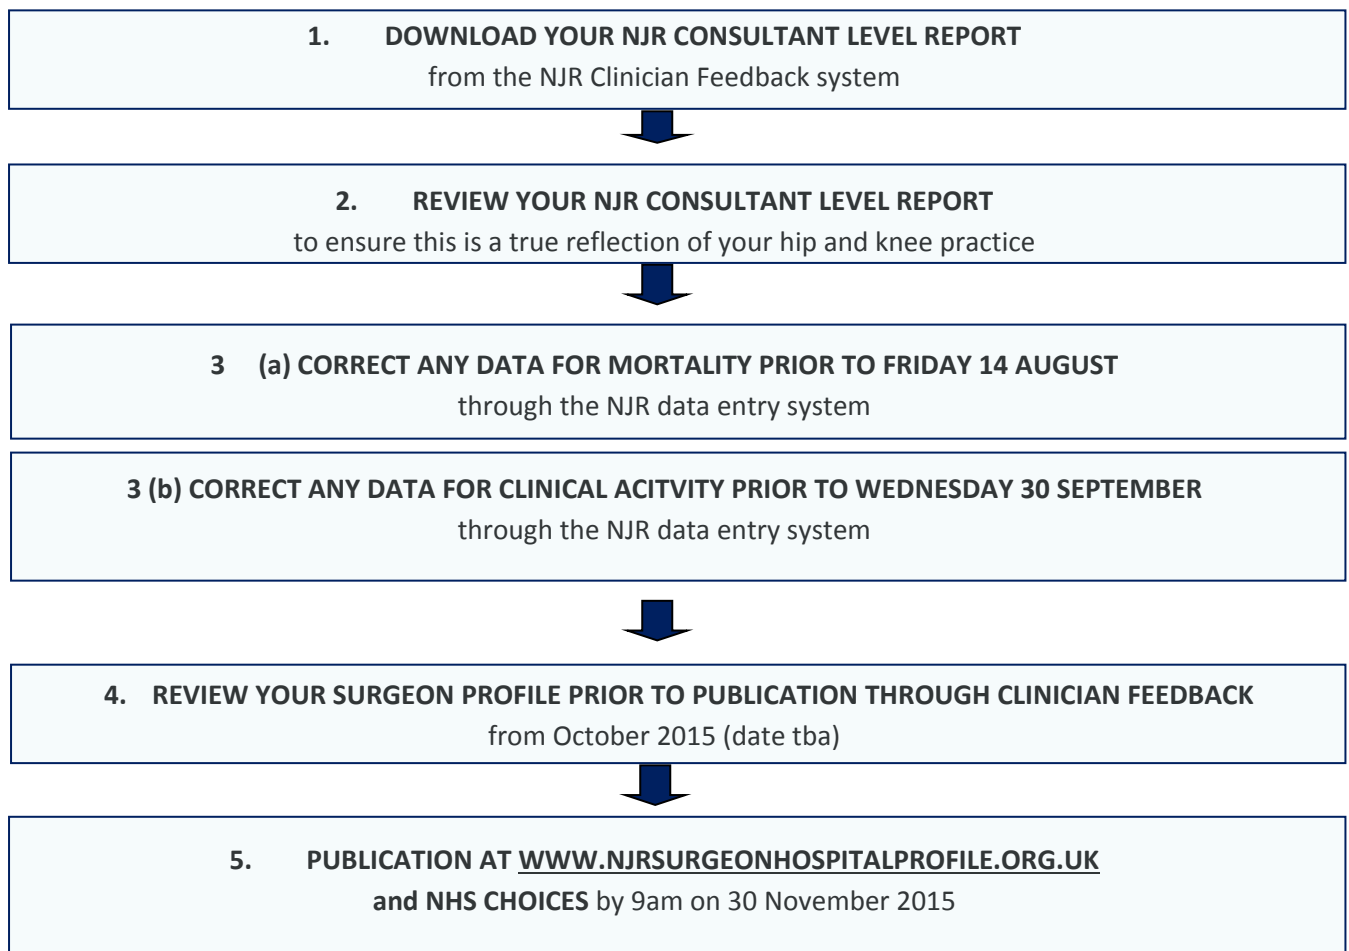 1. DOWNLOAD YOUR NJR CONSULTANT LEVEL REPORT
from the NJR Clinician Feedback system
2. REVIEW YOUR NJR CONSULTANT LEVEL REPORT
to ensure this is a true reflection of your hip and knee practice
3 (a) CORRECT ANY DATA FOR MORTALITY PRIOR TO FRIDAY 14 AUGUST
through the NJR data entry system
3 (b) CORRECT ANY DATA FOR CLINICAL ACITVITY PRIOR TO WEDNESDAY 30 SEPTEMBER
through the NJR data entry system
4. REVIEW YOUR SURGEON PROFILE PRIOR TO PUBLICATION THROUGH CLINICIAN FEEDBACK
from October 2015 (date tba)
5. PUBLICATION AT WWW.NJRSURGEONHOSPITALPROFILE.ORG.UK
and NHS CHOICES by 9am on 30 November 2015